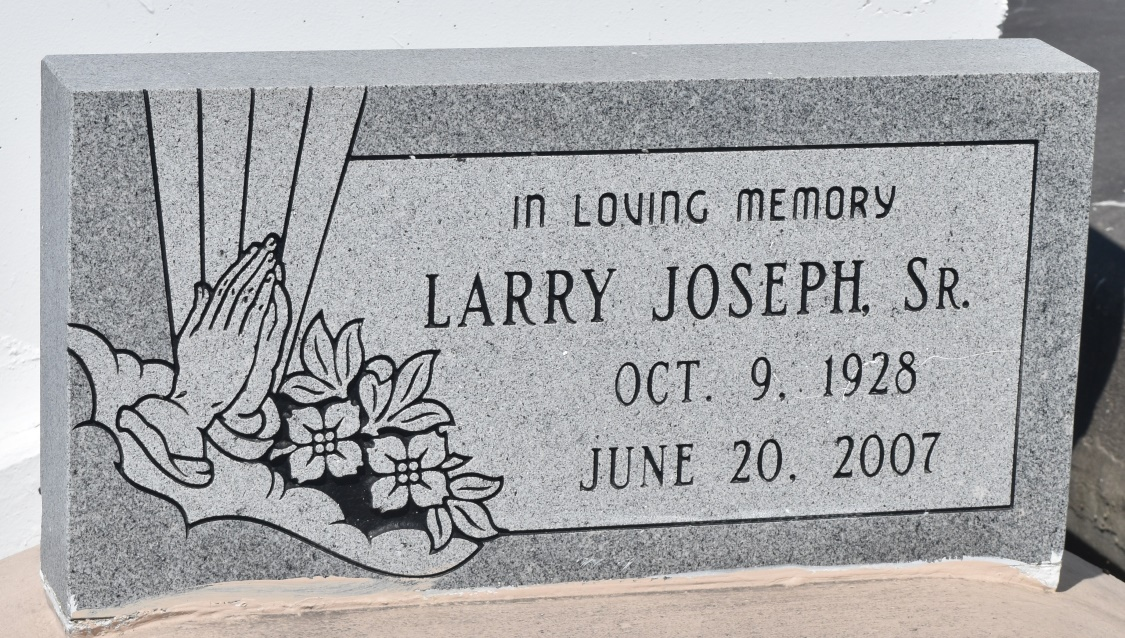 IN LOVING MEMORY
LARRY JOSEPH, SR.
OCT. 9, 1928
JUNE 20, 2007